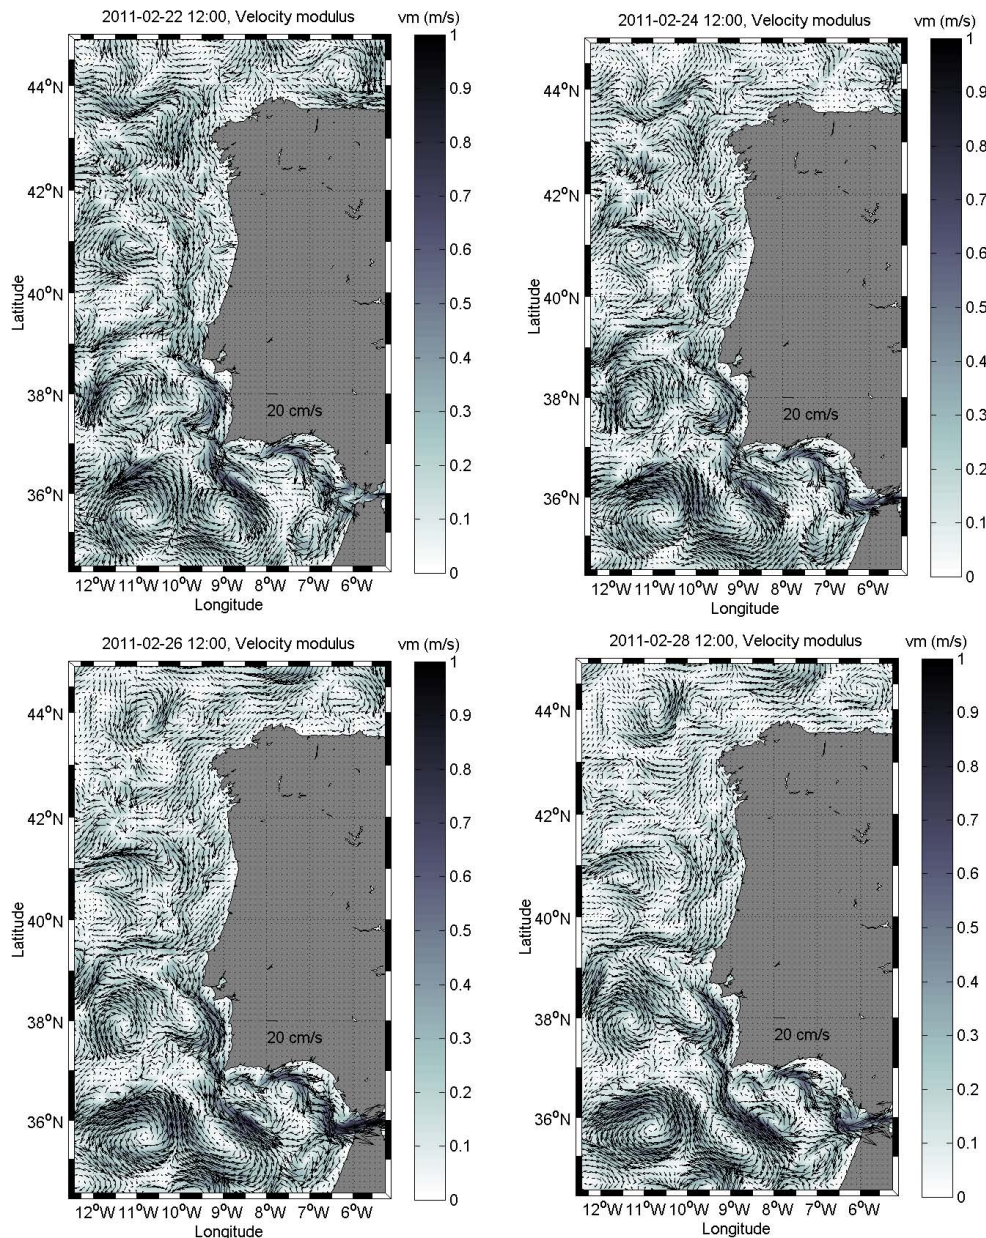 2011-02-22 12:00, Velocity modulus
vm (m/s)
1
0.9
0.8
0.7
0.6
0.5
0.4
0.3
0.2
0.1
0
44°N
42°N
40°N
38°N
36°N
Latitude
20 cm/s
12°W 11°W 10°W 9°W 8°W 7°W 6°W
Longitude
2011-02-24 12:00, Velocity modulus
vm (m/s)
1
0.9
0.8
0.7
0.6
0.5
0.4
0.3
0.2
0.1
0
44°N
42°N
40°N
38°N
36°N
Latitude
20 cm/s
12°W 11°W 10°W 9°W 8°W 7°W 6°W
Longitude
2011-02-26 12:00, Velocity modulus
vm (m/s)
1
0.9
0.8
0.7
0.6
0.5
0.4
0.3
0.2
0.1
0
44°N
42°N
40°N
38°N
36°N
Latitude
20 cm/s
12°W 11°W 10°W 9°W 8°W 7°W 6°W
Longitude
2011-02-28 12:00, Velocity modulus
vm (m/s)
1
0.9
0.8
0.7
0.6
0.5
0.4
0.3
0.2
0.1
0
44°N
42°N
40°N
38°N
36°N
Latitude
20 cm/s
12°W 11°W 10°W 9°W 8°W 7°W 6°W
Longitude